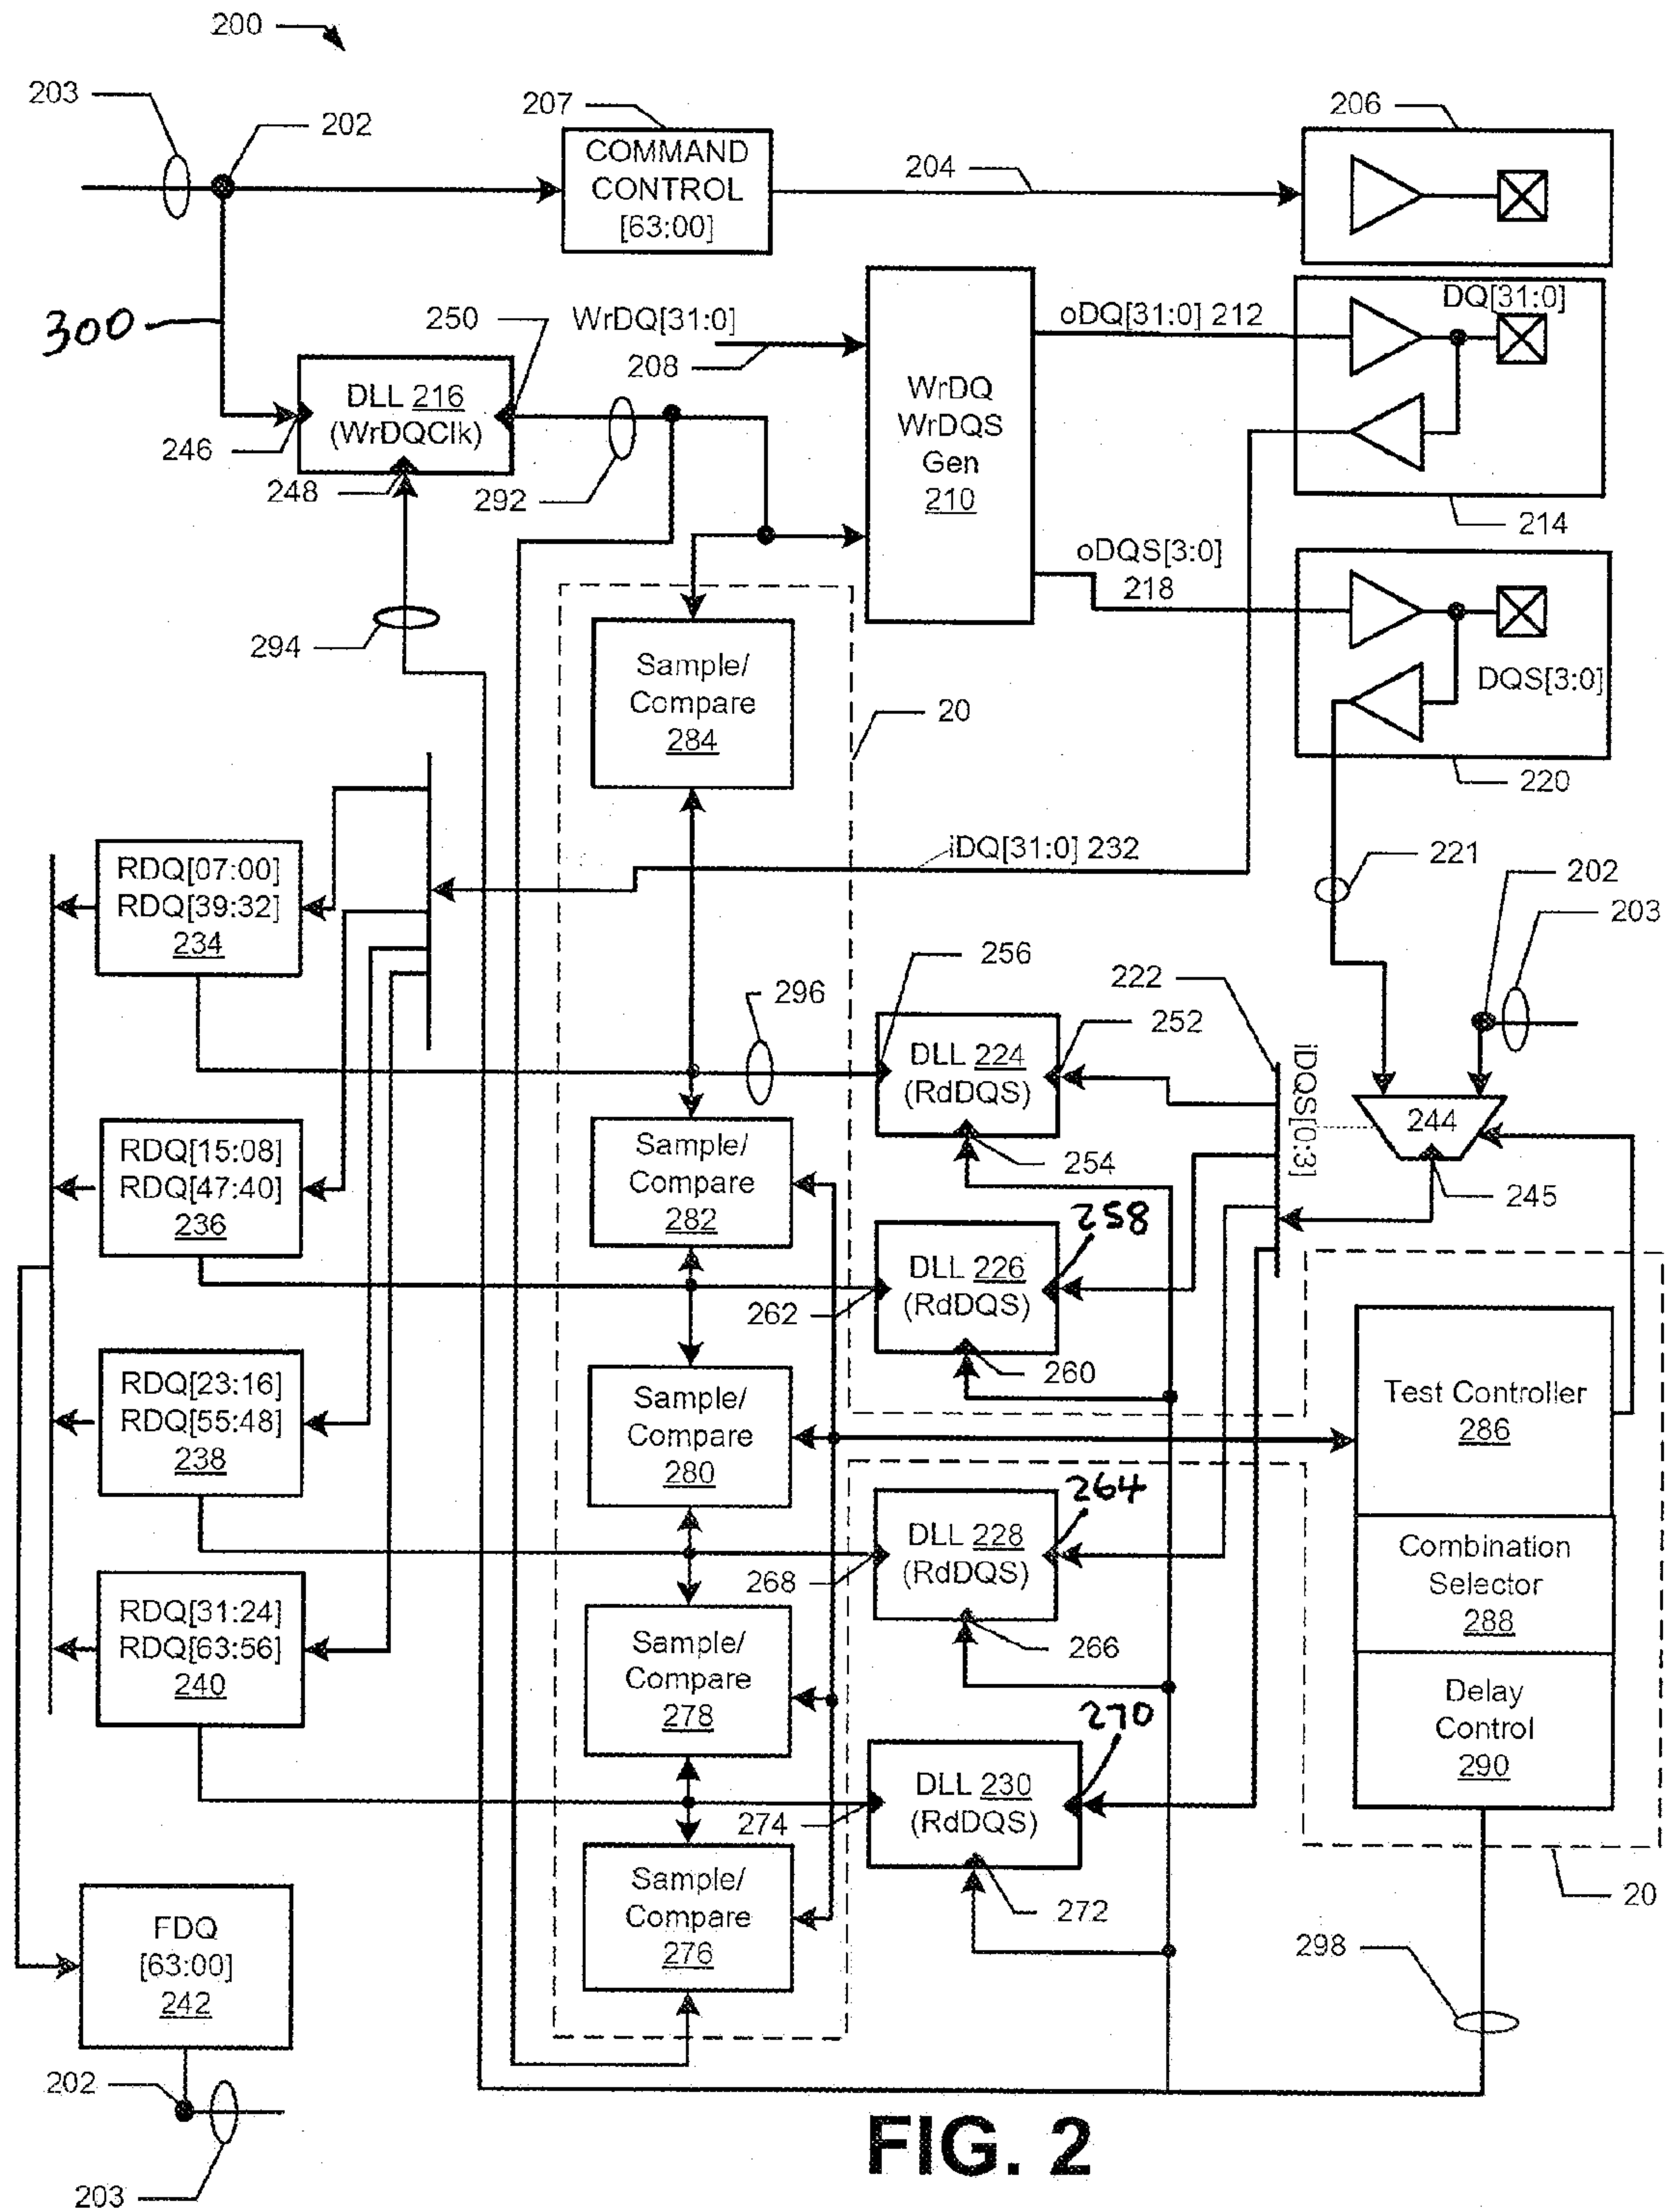 200
203
202
207
206
COMMAND
CONTROL
[63:00]
204
300
250
WrDQ[31:0]
208
oDQ[31:0] 212
DQ[31:0]
DLL 216
(WrDQClk)
246
248
292
WrDQ
WrDQS
Gen
210
214
oDQS[3:0]
218
294
Sample/
Compare
284
20
DQS[3:0]
220
iDQ[31:0] 232
221
202
203
RDQ[07:00]
RDQ[39:32]
234
296
256
222
252
DLL 224
(RdDQS)
iDQS[0:3]
244
254
245
RDQ[15:08]
RDQ[47:40]
236
Sample/
Compare
282
258
DLL 226
(RdDQS)
262
260
RDQ[23:16]
RDQ[55:48]
238
Sample/
Compare
280
Test Controller
286
264
DLL 228
(RdDQS)
268
266
Combination
Selector
288
RDQ[31:24]
RDQ[63:56]
240
Sample/
Compare
278
270
DLL 230
(RdDQS)
274
272
Delay
Control
290
Sample/
Compare
276
20
298
FDQ
[63:00]
242
202
203
FIG. 2